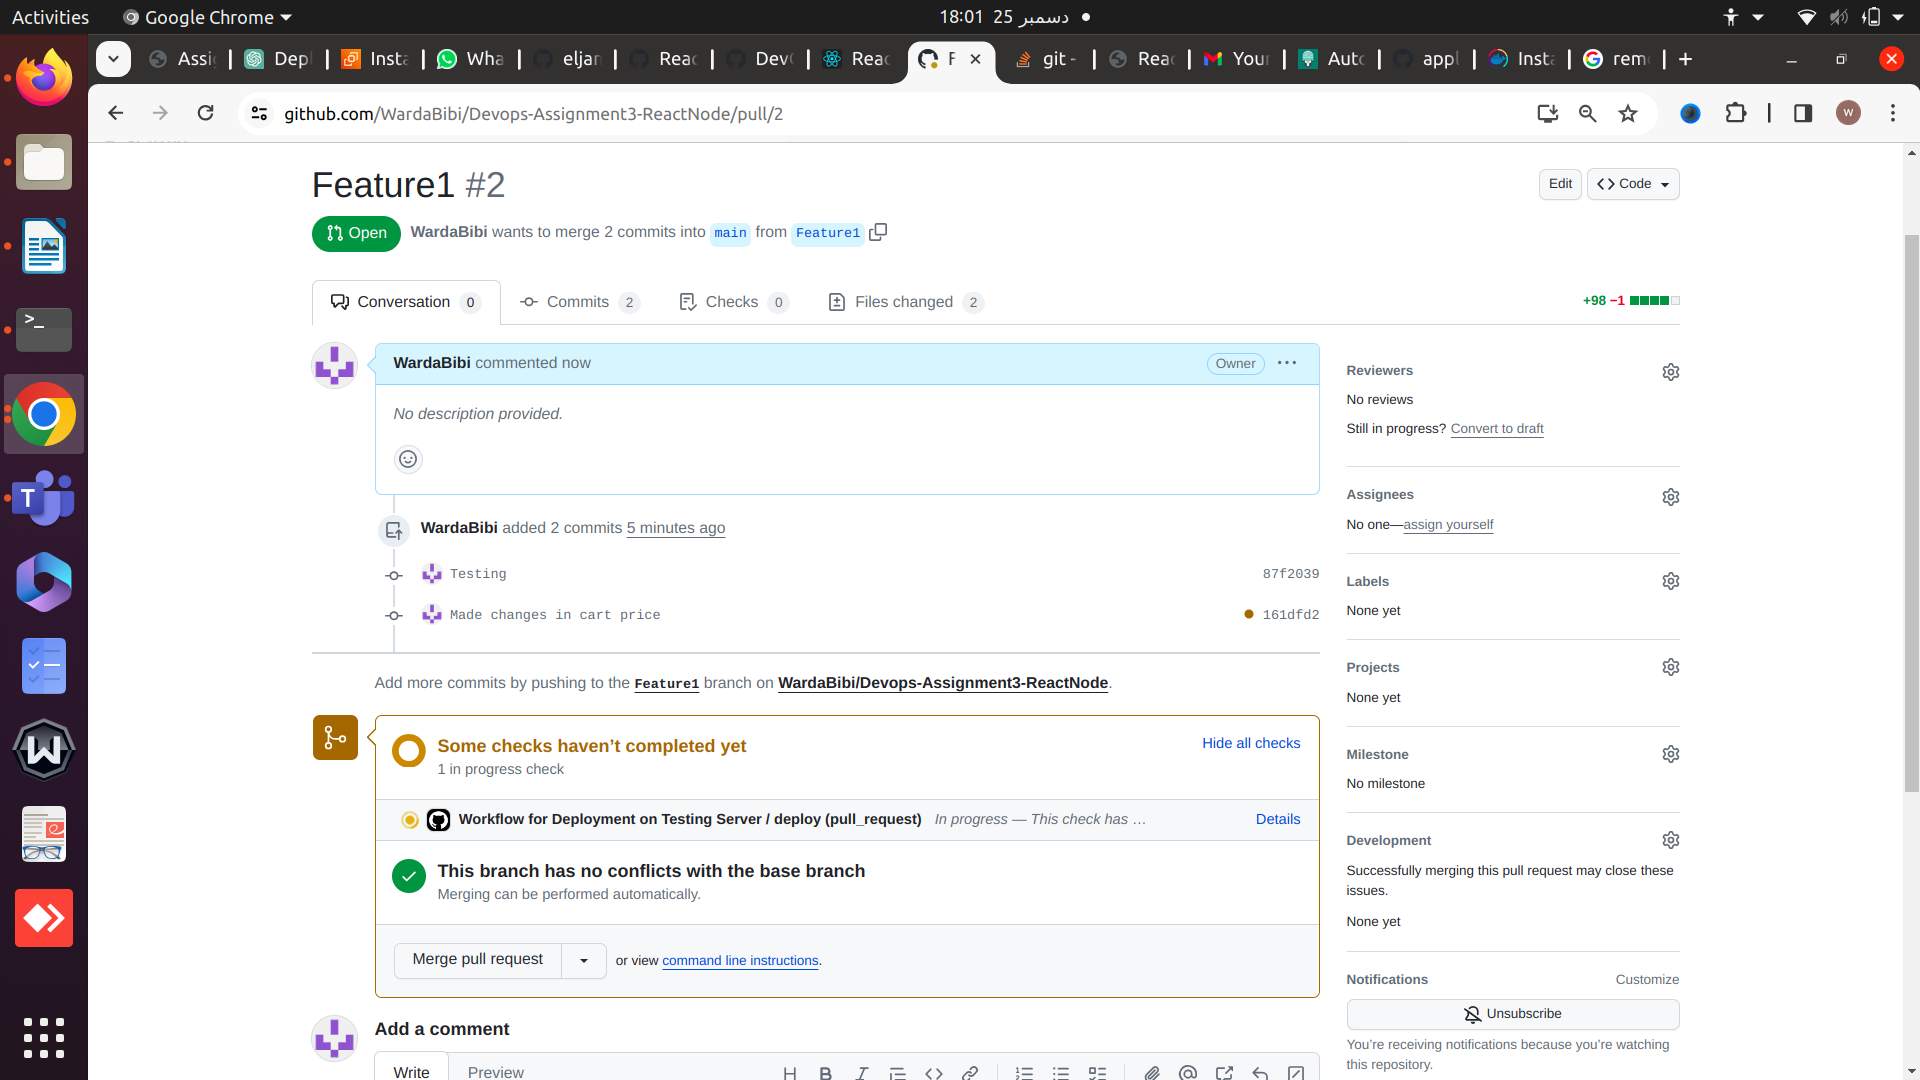 Activities Google Chrome 18:01 25 دسمبر
Assi Depl Insta Wha eljar Reac Dev Reac F git - Reac Your Auto appl Insta rem
github.com/WardaBibi/Devops-Assignment3-ReactNode/pull/2 W
Feature1 #2 Edit Code
Open WardaBibi wants to merge 2 commits into main from Feature1
Conversation 0 Commits 2 Checks 0 Files changed 2 +98 −1
WardaBibi commented now Owner
No description provided.
WardaBibi added 2 commits 5 minutes ago
Testing 87f2039
Made changes in cart price 161dfd2
Add more commits by pushing to the Feature1 branch on WardaBibi/Devops-Assignment3-ReactNode.
Some checks haven’t completed yet Hide all checks
1 in progress check
Workflow for Deployment on Testing Server / deploy (pull_request) In progress — This check has … Details
This branch has no conflicts with the base branch
Merging can be performed automatically.
Merge pull request or view command line instructions.
Add a comment
Write Preview
Reviewers
No reviews
Still in progress? Convert to draft
Assignees
No one—assign yourself
Labels
None yet
Projects
None yet
Milestone
No milestone
Development
Successfully merging this pull request may close these
issues.
None yet
Notifications Customize
Unsubscribe
You’re receiving notifications because you’re watching
this repository.